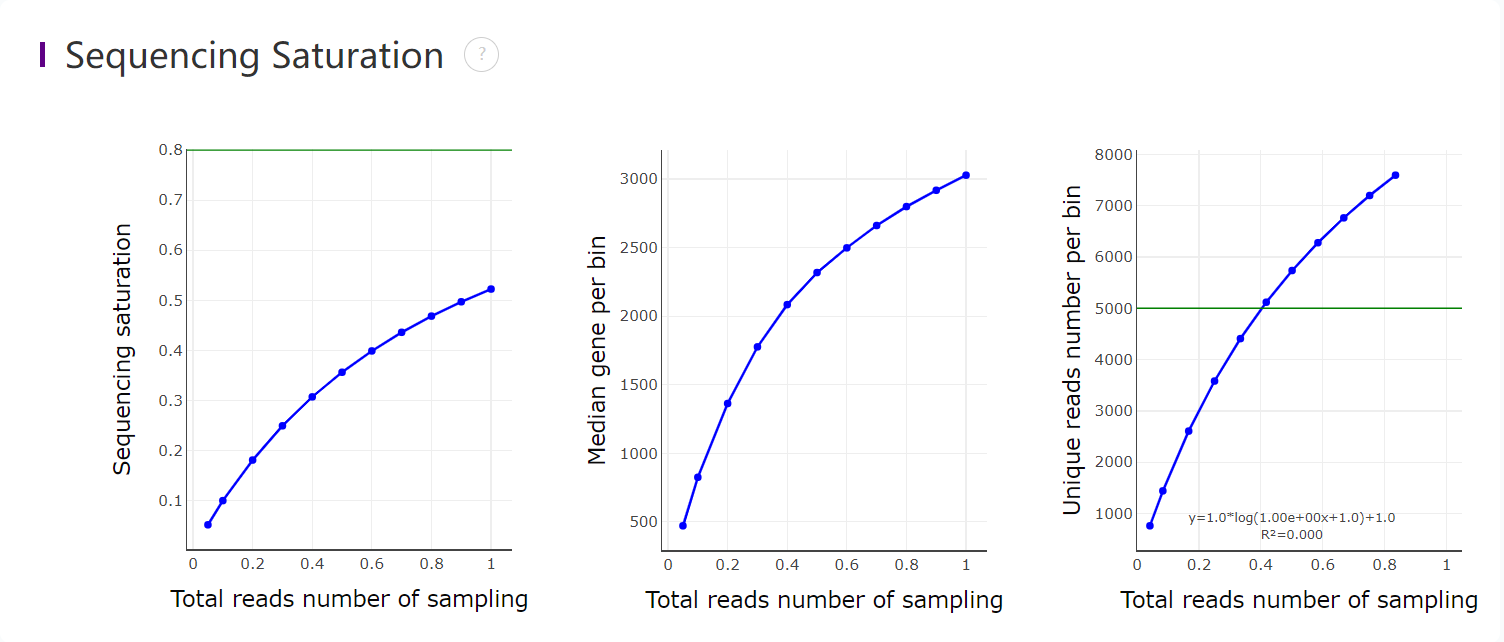 Sequencing Saturation ?
0.8
0.7
0.6
0.5
0.4
0.3
0.2
0.1
Sequencing saturation
0 0.2 0.4 0.6 0.8 1
Total reads number of sampling
3000
2500
2000
1500
1000
500
Median gene per bin
0 0.2 0.4 0.6 0.8 1
Total reads number of sampling
8000
7000
6000
5000
4000
3000
2000
1000
Unique reads number per bin
y=1.0*log(1.00e+00x+1.0)+1.0
R²=0.000
0 0.2 0.4 0.6 0.8 1
Total reads number of sampling